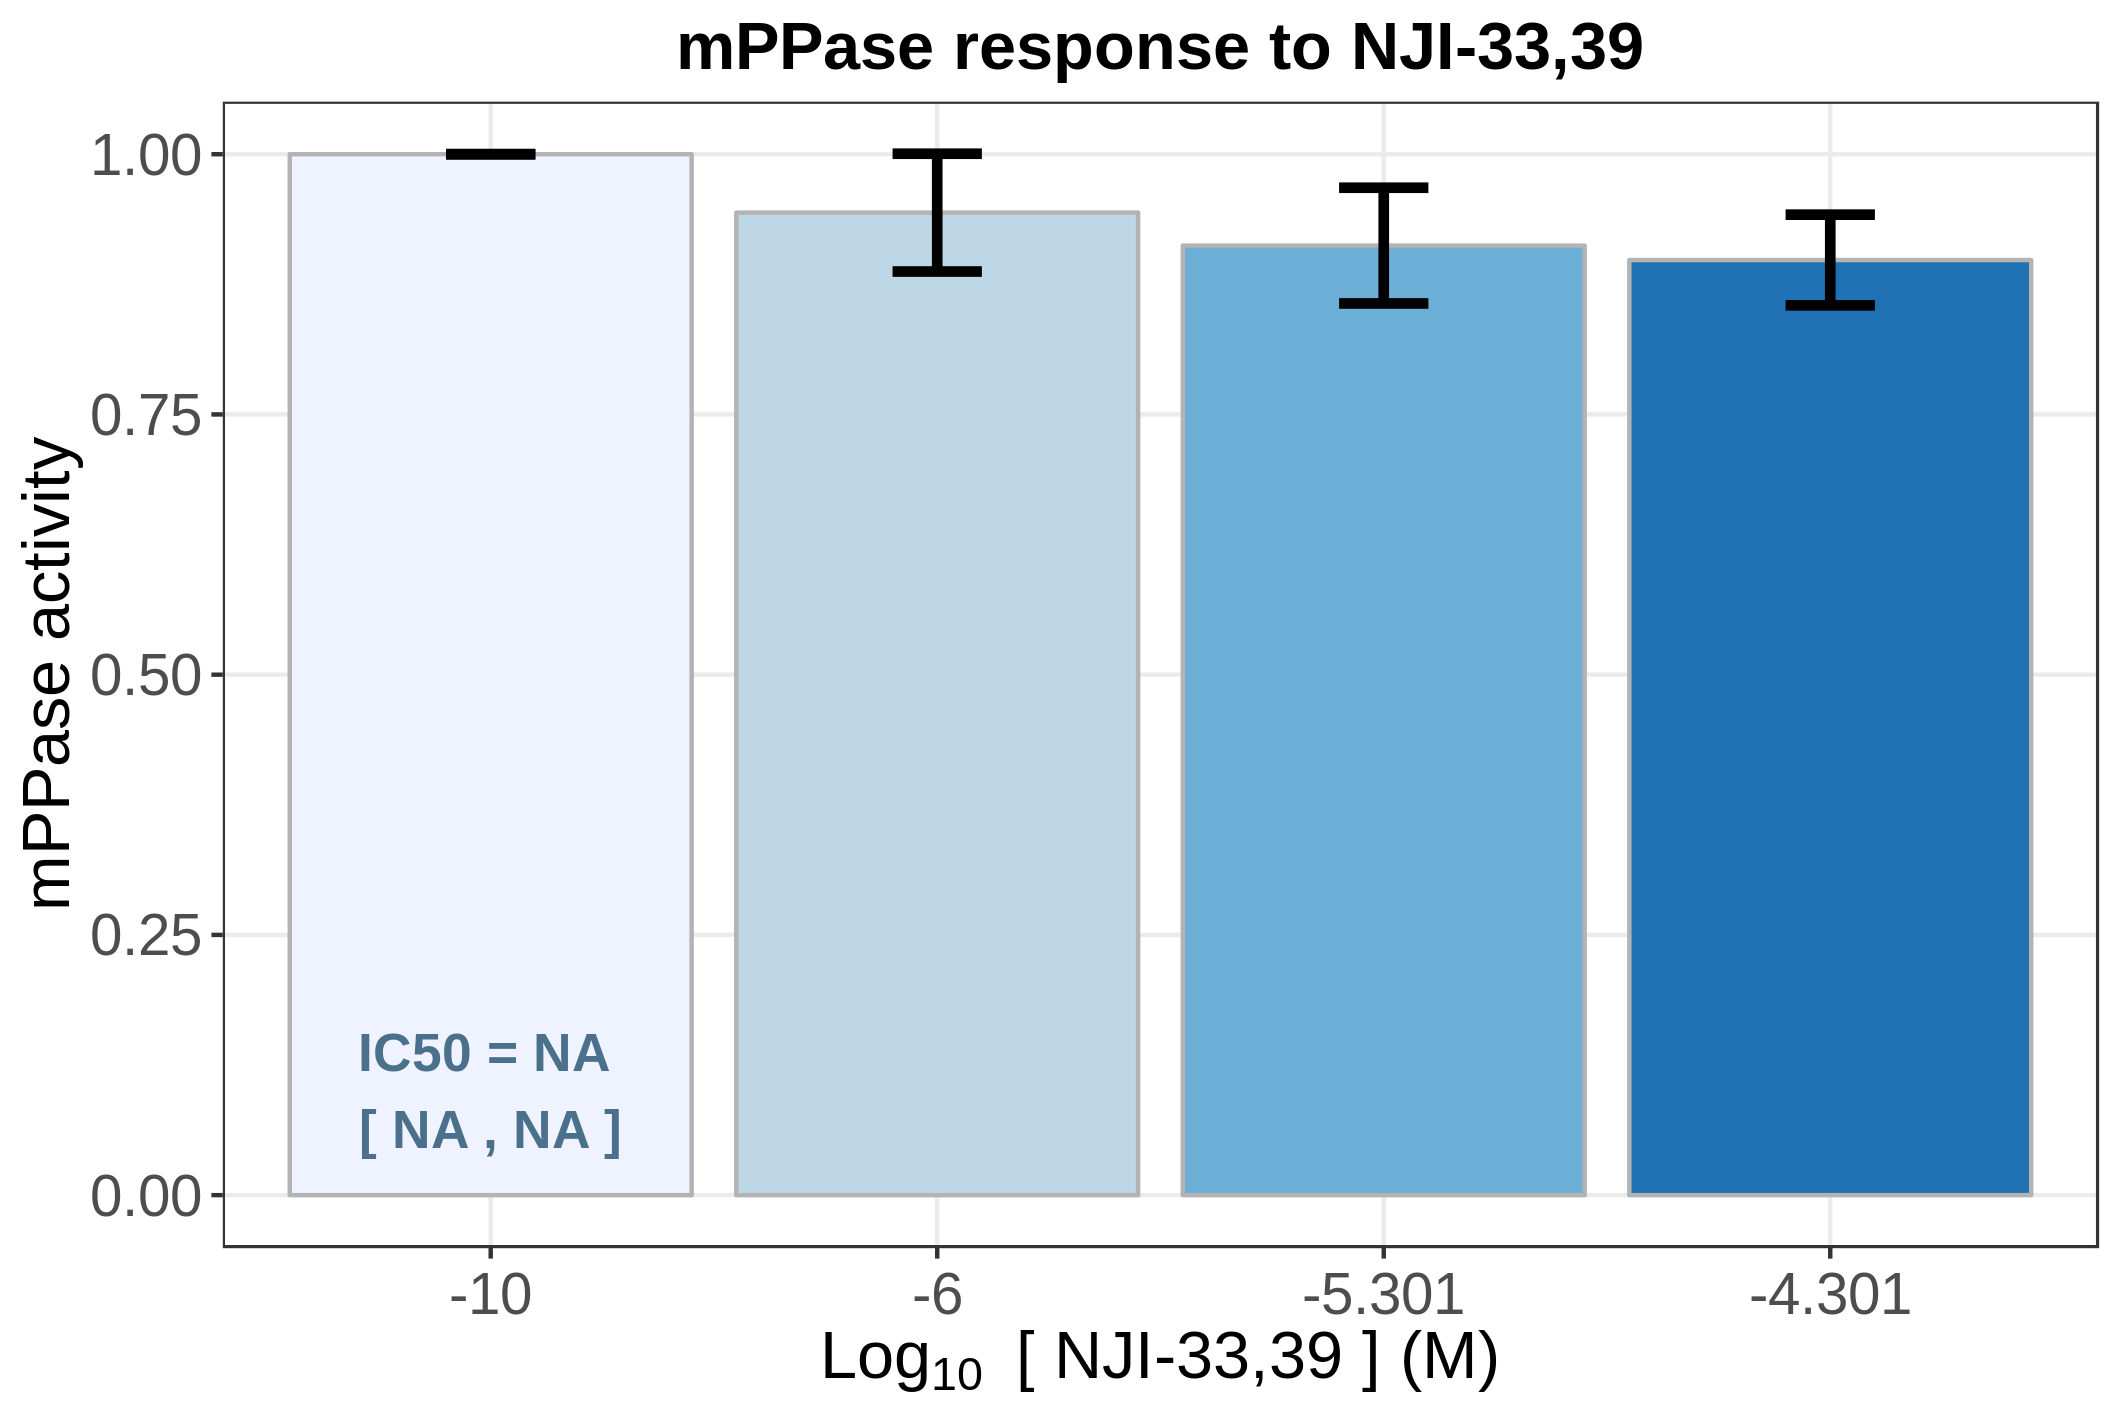 mPPase response to NJI-33,39
mPPase activity
1.00
0.75
0.50
0.25
0.00
IC50 = NA
[ NA , NA ]
-10
-6
-5.301
-4.301
Log₁₀ [ NJI-33,39 ] (M)